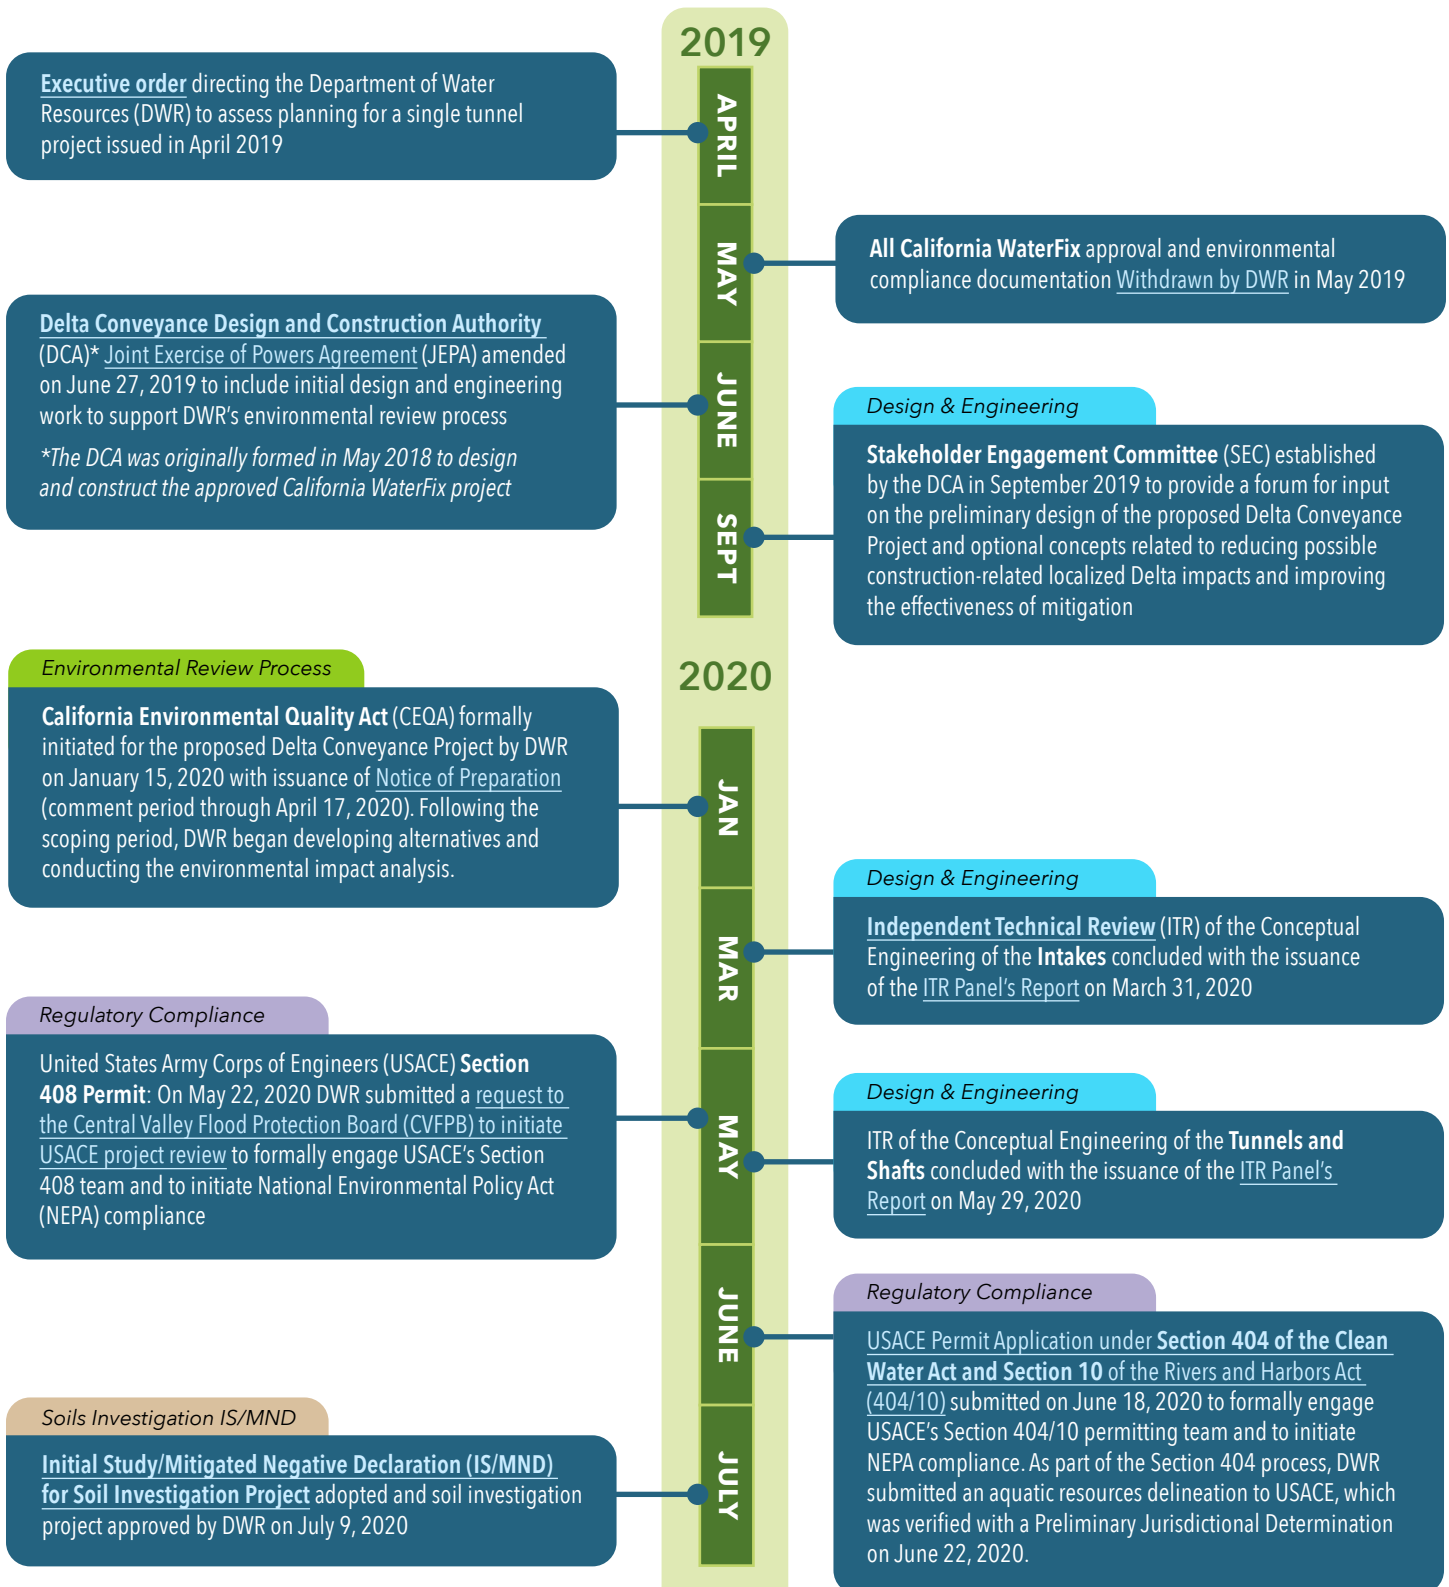 2019
Executive order directing the Department of Water
Resources (DWR) to assess planning for a single tunnel
project issued in April 2019
APRIL
MAY
All California WaterFix approval and environmental
compliance documentation Withdrawn by DWR in May 2019
Delta Conveyance Design and Construction Authority
(DCA)* Joint Exercise of Powers Agreement (JEPA) amended
on June 27, 2019 to include initial design and engineering
work to support DWR's environmental review process
*The DCA was originally formed in May 2018 to design
and construct the approved California WaterFix project
JUNE
Design & Engineering
Stakeholder Engagement Committee (SEC) established
by the DCA in September 2019 to provide a forum for input
on the preliminary design of the proposed Delta Conveyance
Project and optional concepts related to reducing possible
construction-related localized Delta impacts and improving
the effectiveness of mitigation
SEPT
2020
Environmental Review Process
California Environmental Quality Act (CEQA) formally
initiated for the proposed Delta Conveyance Project by DWR
on January 15, 2020 with issuance of Notice of Preparation
(comment period through April 17, 2020). Following the
scoping period, DWR began developing alternatives and
conducting the environmental impact analysis.
JAN
MAR
Design & Engineering
Independent Technical Review (ITR) of the Conceptual
Engineering of the Intakes concluded with the issuance
of the ITR Panel's Report on March 31, 2020
Regulatory Compliance
United States Army Corps of Engineers (USACE) Section
408 Permit: On May 22, 2020 DWR submitted a request to
the Central Valley Flood Protection Board (CVFPB) to initiate
USACE project review to formally engage USACE's Section
408 team and to initiate National Environmental Policy Act
(NEPA) compliance
MAY
Design & Engineering
ITR of the Conceptual Engineering of the Tunnels and
Shafts concluded with the issuance of the ITR Panel's
Report on May 29, 2020
JUNE
Regulatory Compliance
USACE Permit Application under Section 404 of the Clean
Water Act and Section 10 of the Rivers and Harbors Act
(404/10) submitted on June 18, 2020 to formally engage
USACE's Section 404/10 permitting team and to initiate
NEPA compliance. As part of the Section 404 process, DWR
submitted an aquatic resources delineation to USACE, which
was verified with a Preliminary Jurisdictional Determination
on June 22, 2020.
Soils Investigation IS/MND
Initial Study/Mitigated Negative Declaration (IS/MND)
for Soil Investigation Project adopted and soil investigation
project approved by DWR on July 9, 2020
JULY